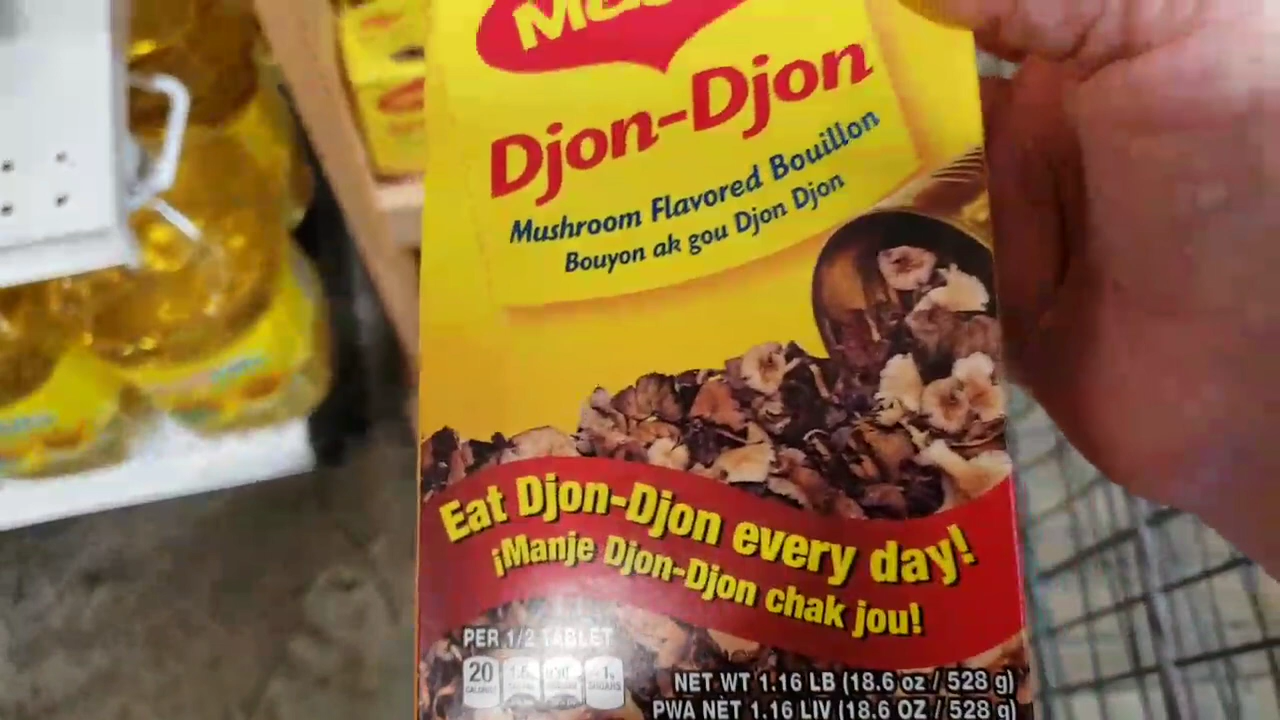 Djon-Djon
Mushroom Flavored Bouillon
Bouyon ak gou Djon Djon
Eat Djon-Djon every day!
¡Manje Djon-Djon chak jou!
PER 1/2 TABLET
20
CALORIES
SUGARS
NET WT 1.16 LB (18.6 oz / 528 g)
PWA NET 1.16 LIV (18.6 OZ / 528 g)